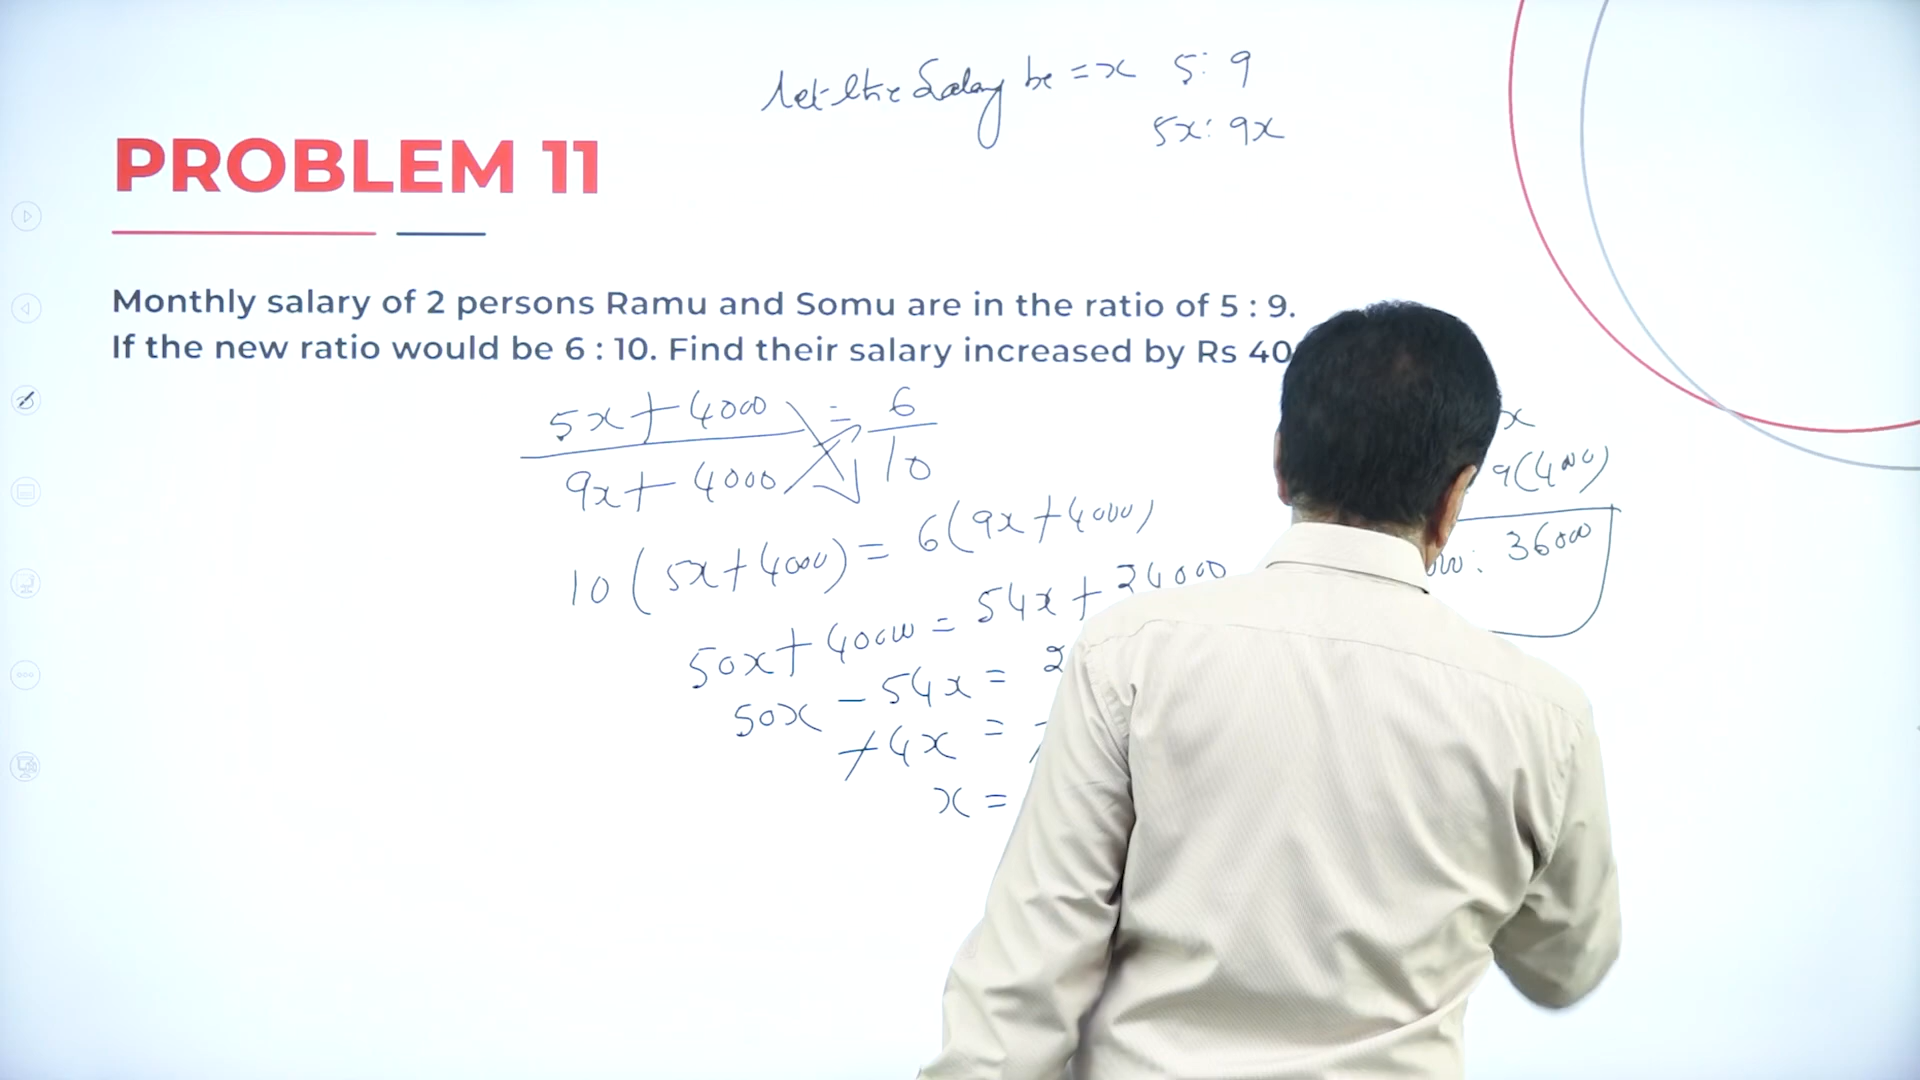 Let the Salary be = x 5 : 9
5x : 9x
PROBLEM 11
Monthly salary of 2 persons Ramu and Somu are in the ratio of 5 : 9.
If the new ratio would be 6 : 10. Find their salary increased by Rs 40
5x + 4000 = 6
9x + 4000 10
x
9(4000)
10 (5x + 4000) = 6(9x + 4000)
: 36000
50x + 40000 = 54x + 24000
50x - 54x = 2
-4x =
x =